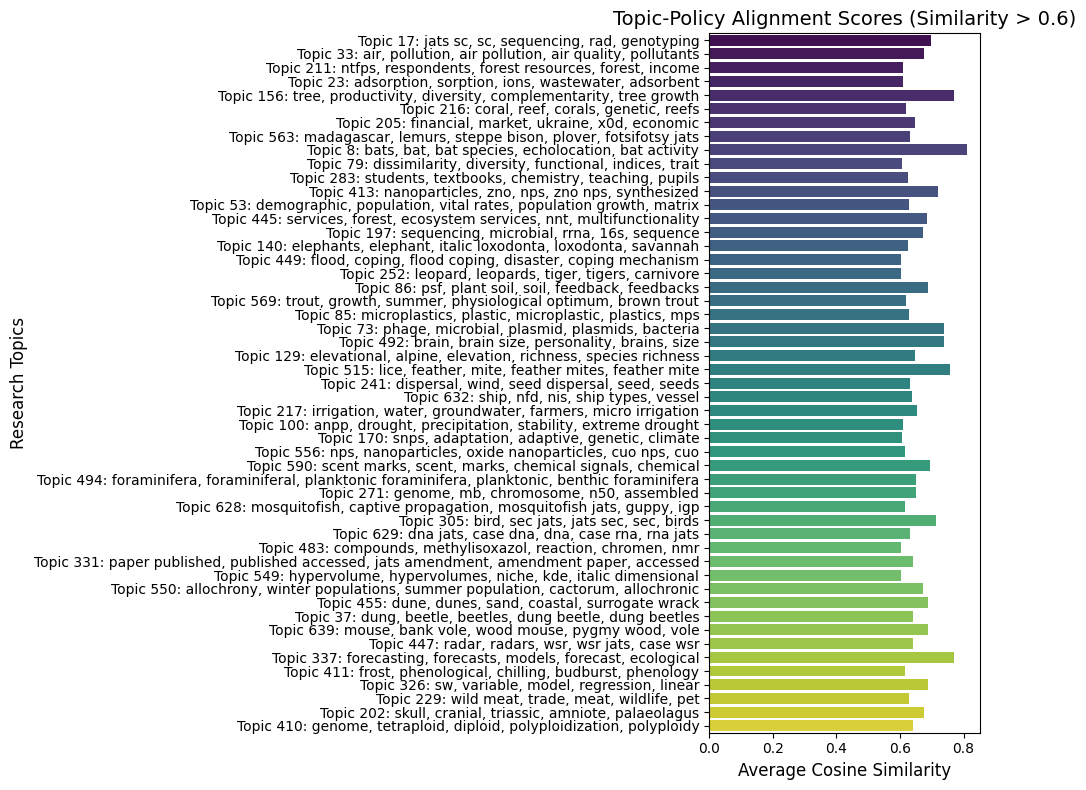 Topic-Policy Alignment Scores (Similarity > 0.6)
Topic 17: jats sc, sc, sequencing, rad, genotyping
Topic 33: air, pollution, air pollution, air quality, pollutants
Topic 211: ntfps, respondents, forest resources, forest, income
Topic 23: adsorption, sorption, ions, wastewater, adsorbent
Topic 156: tree, productivity, diversity, complementarity, tree growth
Topic 216: coral, reef, corals, genetic, reefs
Topic 205: financial, market, ukraine, x0d, economic
Topic 563: madagascar, lemurs, steppe bison, plover, fotsifotsy jats
Topic 8: bats, bat, bat species, echolocation, bat activity
Topic 79: dissimilarity, diversity, functional, indices, trait
Topic 283: students, textbooks, chemistry, teaching, pupils
Topic 413: nanoparticles, zno, nps, zno nps, synthesized
Topic 53: demographic, population, vital rates, population growth, matrix
Topic 445: services, forest, ecosystem services, nnt, multifunctionality
Topic 197: sequencing, microbial, rrna, 16s, sequence
Topic 140: elephants, elephant, italic loxodonta, loxodonta, savannah
Topic 449: flood, coping, flood coping, disaster, coping mechanism
Topic 252: leopard, leopards, tiger, tigers, carnivore
Topic 86: psf, plant soil, soil, feedback, feedbacks
Topic 569: trout, growth, summer, physiological optimum, brown trout
Topic 85: microplastics, plastic, microplastic, plastics, mps
Topic 73: phage, microbial, plasmid, plasmids, bacteria
Topic 492: brain, brain size, personality, brains, size
Topic 129: elevational, alpine, elevation, richness, species richness
Topic 515: lice, feather, mite, feather mites, feather mite
Topic 241: dispersal, wind, seed dispersal, seed, seeds
Topic 632: ship, nfd, nis, ship types, vessel
Topic 217: irrigation, water, groundwater, farmers, micro irrigation
Topic 100: anpp, drought, precipitation, stability, extreme drought
Topic 170: snps, adaptation, adaptive, genetic, climate
Topic 556: nps, nanoparticles, oxide nanoparticles, cuo nps, cuo
Topic 590: scent marks, scent, marks, chemical signals, chemical
Topic 494: foraminifera, foraminiferal, planktonic foraminifera, planktonic, benthic foraminifera
Topic 271: genome, mb, chromosome, n50, assembled
Topic 628: mosquitofish, captive propagation, mosquitofish jats, guppy, igp
Topic 305: bird, sec jats, jats sec, sec, birds
Topic 629: dna jats, case dna, dna, case rna, rna jats
Topic 483: compounds, methylisoxazol, reaction, chromen, nmr
Topic 331: paper published, published accessed, jats amendment, amendment paper, accessed
Topic 549: hypervolume, hypervolumes, niche, kde, italic dimensional
Topic 550: allochrony, winter populations, summer population, cactorum, allochronic
Topic 455: dune, dunes, sand, coastal, surrogate wrack
Topic 37: dung, beetle, beetles, dung beetle, dung beetles
Topic 639: mouse, bank vole, wood mouse, pygmy wood, vole
Topic 447: radar, radars, wsr, wsr jats, case wsr
Topic 337: forecasting, forecasts, models, forecast, ecological
Topic 411: frost, phenological, chilling, budburst, phenology
Topic 326: sw, variable, model, regression, linear
Topic 229: wild meat, trade, meat, wildlife, pet
Topic 202: skull, cranial, triassic, amniote, palaeolagus
Topic 410: genome, tetraploid, diploid, polyploidization, polyploidy
Research Topics
0.0 0.2 0.4 0.6 0.8
Average Cosine Similarity